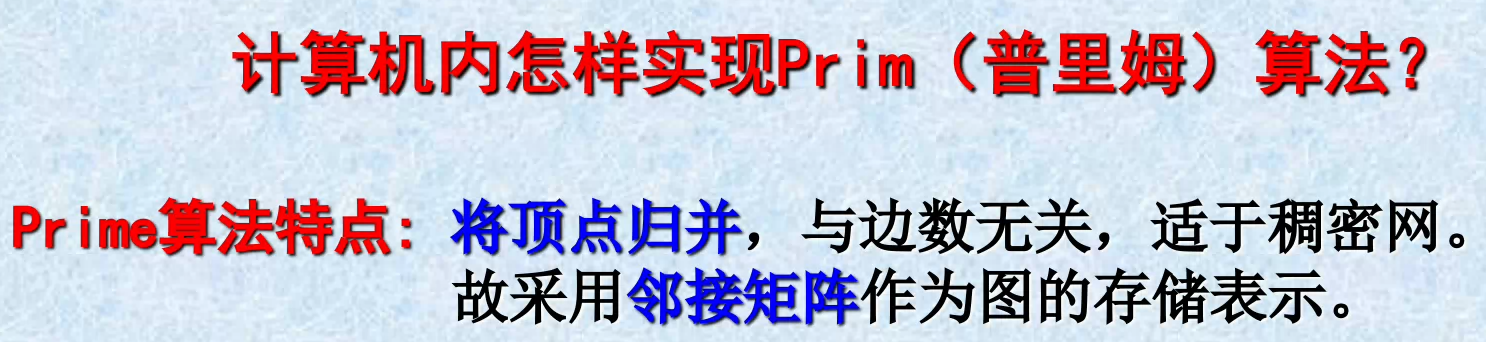 计算机内怎样实现Prim（普里姆）算法？
Prime算法特点: 将顶点归并，与边数无关，适于稠密网。
故采用邻接矩阵作为图的存储表示。